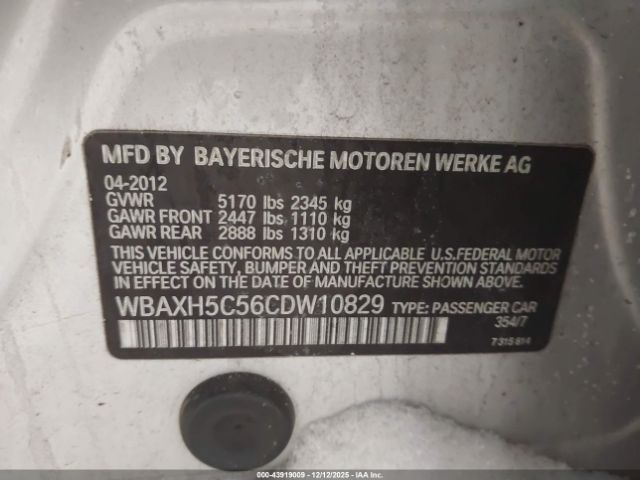 MFD BY BAYERISCHE MOTOREN WERKE AG
04-2012
GVWR 5170 lbs 2345 kg
GAWR FRONT 2447 lbs 1110 kg
GAWR REAR 2888 lbs 1310 kg
THIS VEHICLE CONFORMS TO ALL APPLICABLE U.S.FEDERAL MOTOR
VEHICLE SAFETY, BUMPER AND THEFT PREVENTION STANDARDS
IN EFFECT ON THE DATE OF MANUFACTURE SHOWN ABOVE.
WBAXH5C56CDW10829 TYPE: PASSENGER CAR
354/7
7 315 614
000-43919009 - 12/12/2025 - IAAI.COM